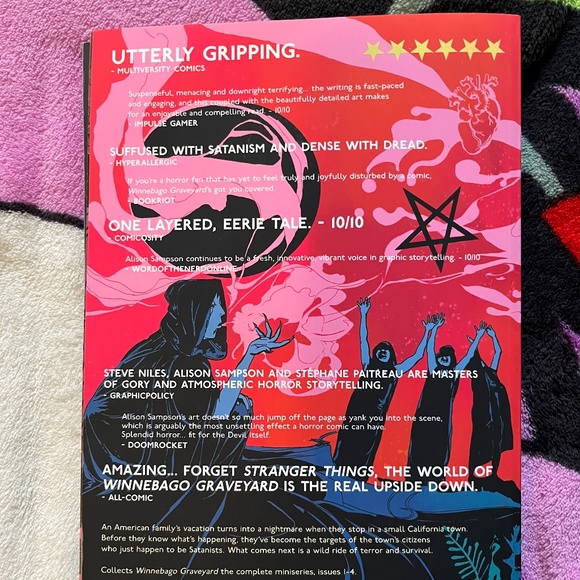 UTTERLY GRIPPING.
- MULTIVERSITY COMICS
Suspenseful, menacing and downright terrifying... the writing is fast-paced
and engaging, and this coupled with the beautifully detailed art makes
for an enjoyable and compelling read. - 10/10
- IMPULSE GAMER
SUFFUSED WITH SATANISM AND DENSE WITH DREAD.
- HYPERALLERGIC
If you're a horror fan that has yet to feel truly and joyfully disturbed by a comic,
Winnebago Graveyard's got you covered.
- BOOKRIOT
ONE LAYERED, EERIE TALE. - 10/10
- COMICOSITY
Alison Sampson continues to be a fresh, innovative, vibrant voice in graphic storytelling. - 10/10
- WORDOFTHENERDONLINE
STEVE NILES, ALISON SAMPSON AND STÉPHANE PAITREAU ARE MASTERS
OF GORY AND ATMOSPHERIC HORROR STORYTELLING.
- GRAPHICPOLICY
Alison Sampson's art doesn't so much jump off the page as yank you into the scene,
which is arguably the most unsettling effect a horror comic can have.
Splendid horror... fit for the Devil itself.
- DOOMROCKET
AMAZING... FORGET STRANGER THINGS, THE WORLD OF
WINNEBAGO GRAVEYARD IS THE REAL UPSIDE DOWN.
- ALL-COMIC
An American family's vacation turns into a nightmare when they stop in a small California town.
Before they know what's happening, they've become the targets of the town's citizens
who just happen to be Satanists. What comes next is a wild ride of terror and survival.
Collects Winnebago Graveyard the complete miniseries, issues 1-4.